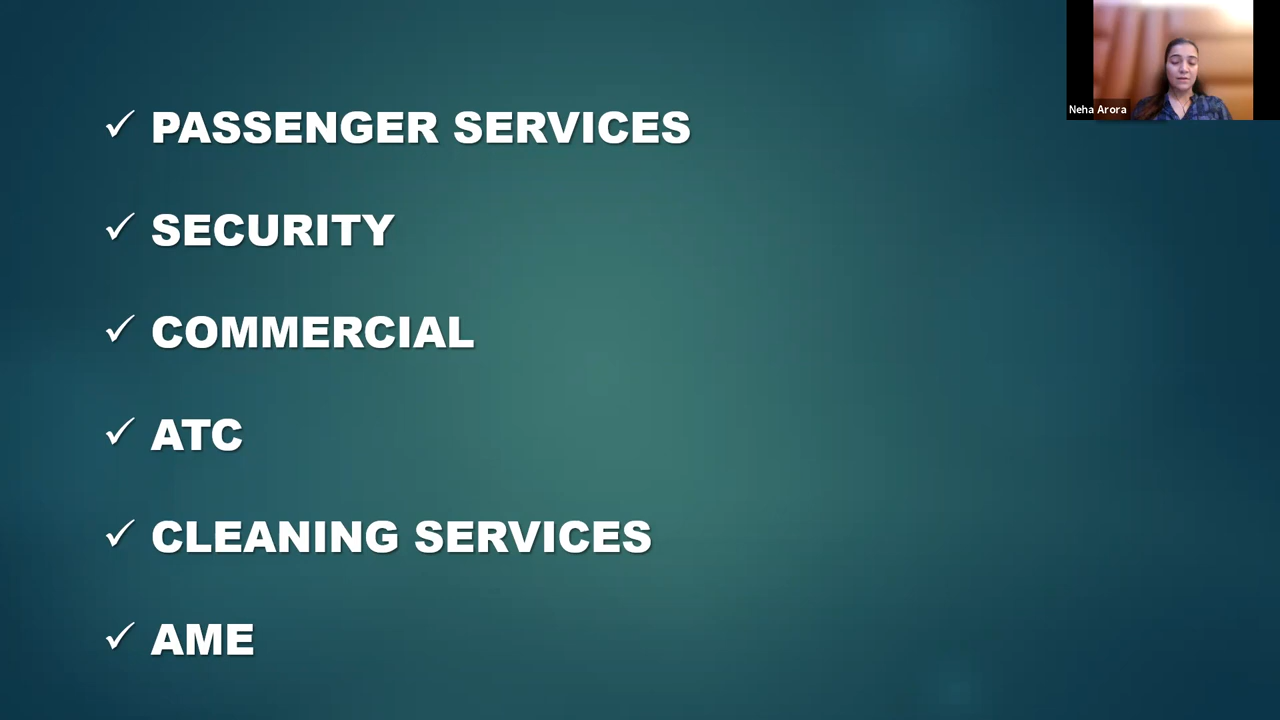 PASSENGER SERVICES
SECURITY
COMMERCIAL
ATC
CLEANING SERVICES
AME
Neha Arora